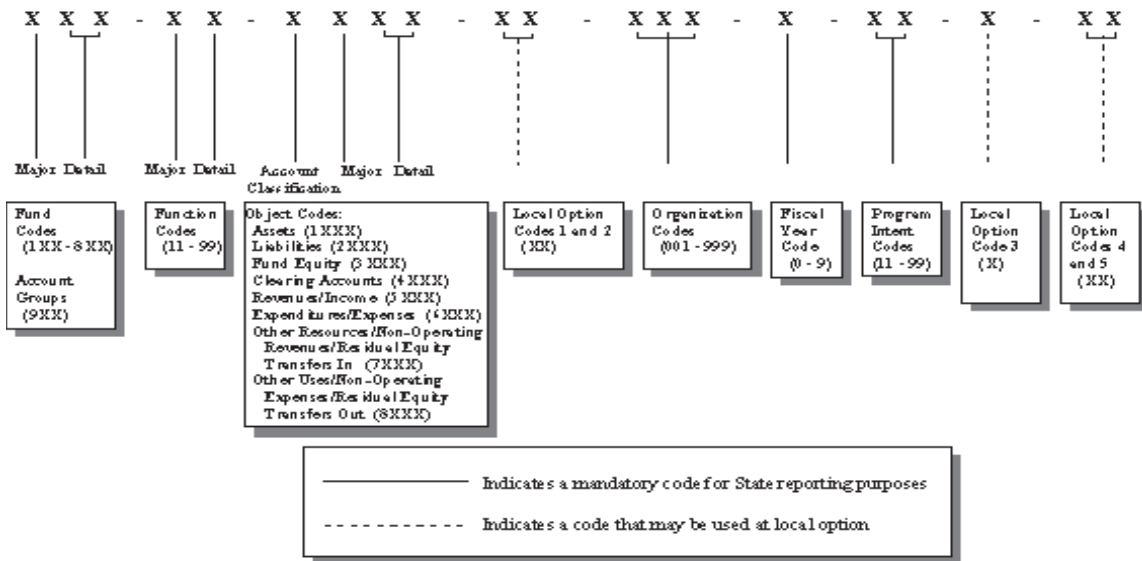 X X X - X X - X X X X - X X - X X X - X - X X - X - X X
Major Detail
Major Detail
Account Classification
Major Detail
Fund
Codes
(1XX - 8XX)
Account
Groups
(9XX)
Function
Codes
(11 - 99)
Object Codes:
Assets (1XXX)
Liabilities (2XXX)
Fund Equity (3XXX)
Clearing Accounts (4XXX)
Revenues/Income (5XXX)
Expenditures/Expenses (6XXX)
Other Resources/Non-Operating
Revenues/Residual Equity
Transfers In (7XXX)
Other Uses/Non-Operating
Expenses/Residual Equity
Transfers Out (8XXX)
Local Option
Codes 1 and 2
(XX)
Organization
Codes
(001 - 999)
Fiscal
Year
Code
(0 - 9)
Program
Intent
Codes
(11 - 99)
Local
Option
Code 3
(X)
Local
Option
Codes 4
and 5
(XX)
Indicates a mandatory code for State reporting purposes
Indicates a code that may be used at local option